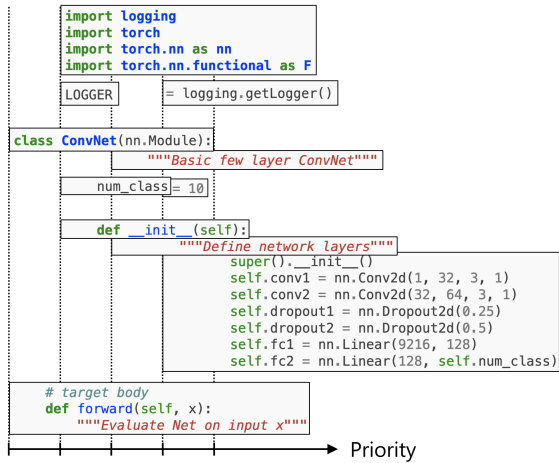 import logging
import torch
import torch.nn as nn
import torch.nn.functional as F
LOGGER = logging.getLogger()
class ConvNet(nn.Module):
"""Basic few layer ConvNet"""
num_class = 10
def __init__(self):
"""Define network layers"""
super().__init__()
self.conv1 = nn.Conv2d(1, 32, 3, 1)
self.conv2 = nn.Conv2d(32, 64, 3, 1)
self.dropout1 = nn.Dropout2d(0.25)
self.dropout2 = nn.Dropout2d(0.5)
self.fc1 = nn.Linear(9216, 128)
self.fc2 = nn.Linear(128, self.num_class)
# target body
def forward(self, x):
"""Evaluate Net on input x"""
Priority